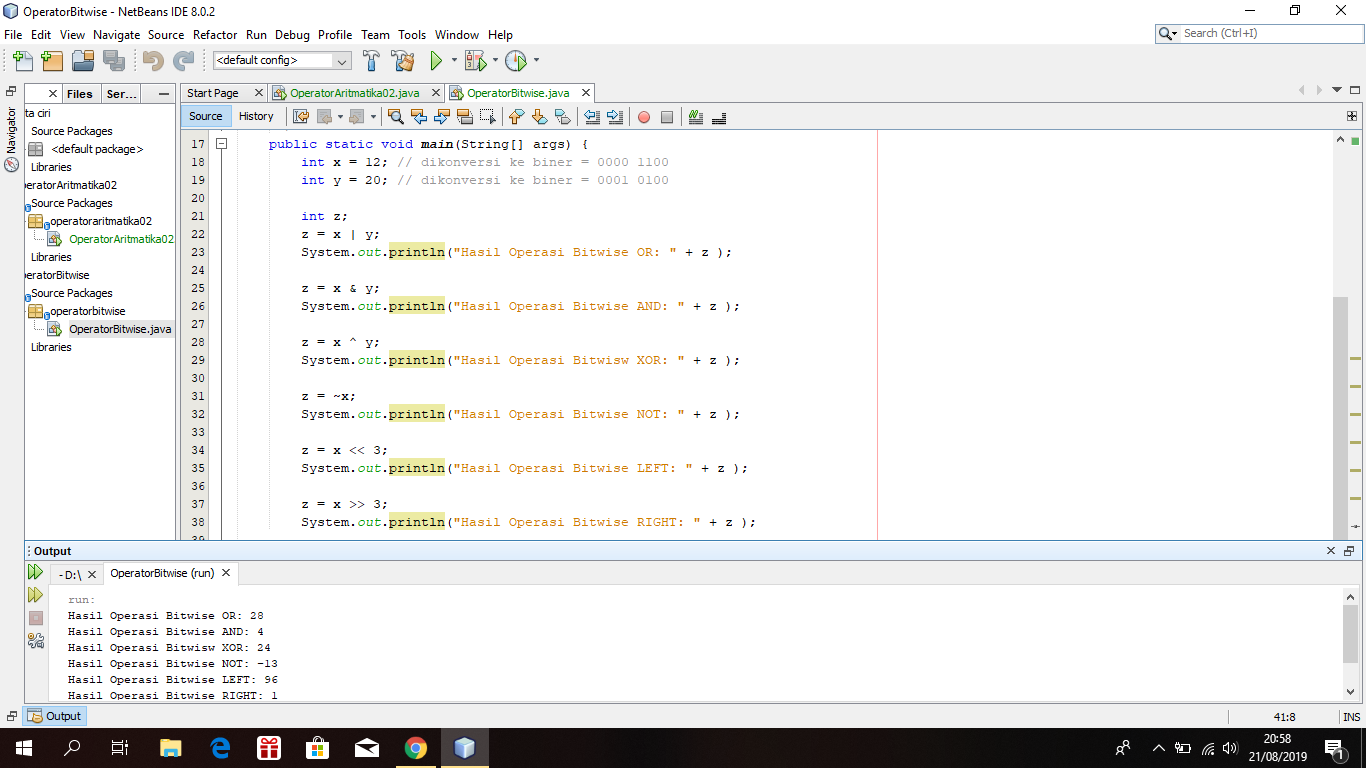 OperatorBitwise - NetBeans IDE 8.0.2
File Edit View Navigate Source Refactor Run Debug Profile Team Tools Window Help
Search (Ctrl+I)
<default config>
Files Ser...
Start Page OperatorAritmatika02.java OperatorBitwise.java
Navigator
ta ciri
Source Packages
<default package>
Libraries
peratorAritmatika02
Source Packages
operatoraritmatika02
OperatorAritmatika02
Libraries
peratorBitwise
Source Packages
operatorbitwise
OperatorBitwise.java
Libraries
Source History
17 public static void main(String[] args) {
18 int x = 12; // dikonversi ke biner = 0000 1100
19 int y = 20; // dikonversi ke biner = 0001 0100
20
21 int z;
22 z = x | y;
23 System.out.println("Hasil Operasi Bitwise OR: " + z );
24
25 z = x & y;
26 System.out.println("Hasil Operasi Bitwise AND: " + z );
27
28 z = x ^ y;
29 System.out.println("Hasil Operasi Bitwisw XOR: " + z );
30
31 z = ~x;
32 System.out.println("Hasil Operasi Bitwise NOT: " + z );
33
34 z = x << 3;
35 System.out.println("Hasil Operasi Bitwise LEFT: " + z );
36
37 z = x >> 3;
38 System.out.println("Hasil Operasi Bitwise RIGHT: " + z );
39
Output
-D:\ OperatorBitwise (run)
run:
Hasil Operasi Bitwise OR: 28
Hasil Operasi Bitwise AND: 4
Hasil Operasi Bitwisw XOR: 24
Hasil Operasi Bitwise NOT: -13
Hasil Operasi Bitwise LEFT: 96
Hasil Operasi Bitwise RIGHT: 1
Output
41:8 INS
20:58
21/08/2019
1